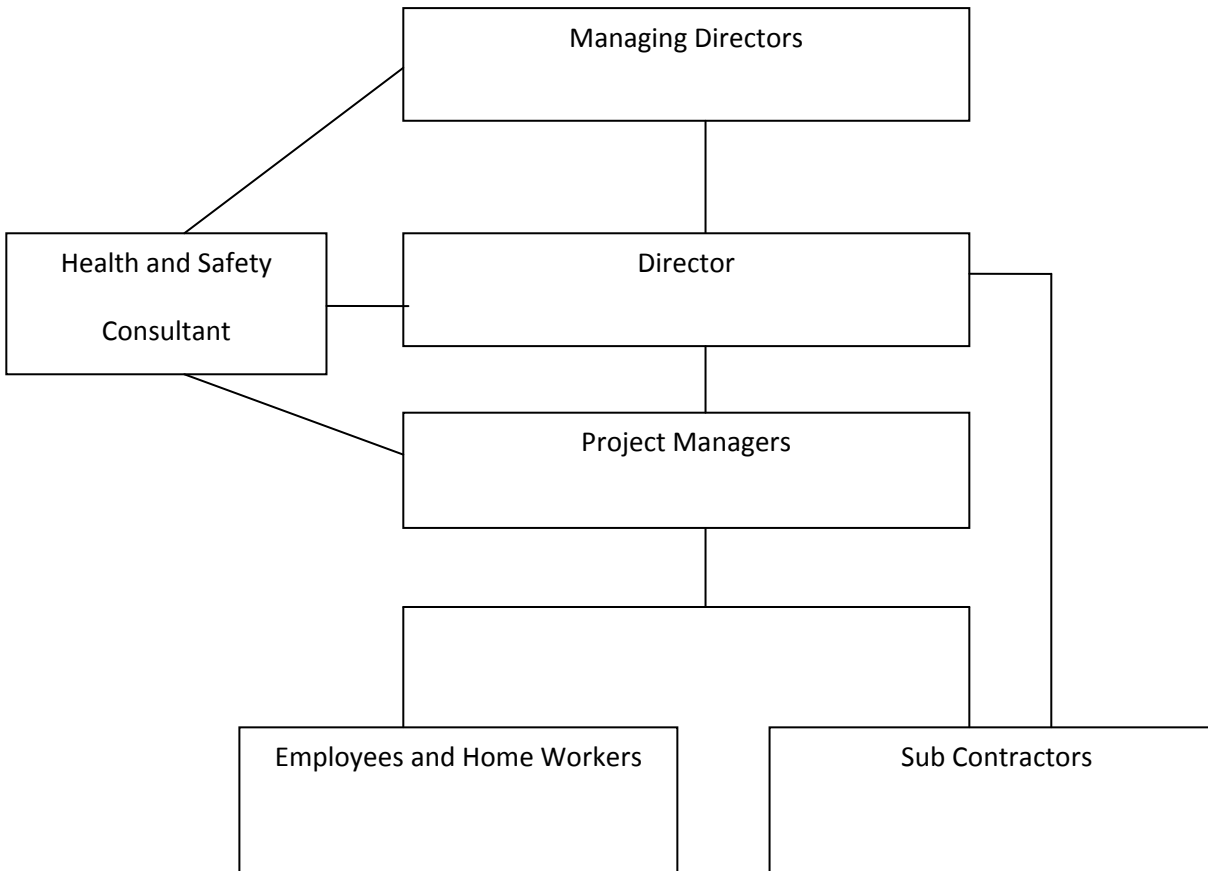 Managing Directors
Health and Safety
Consultant
Director
Project Managers
Employees and Home Workers
Sub Contractors